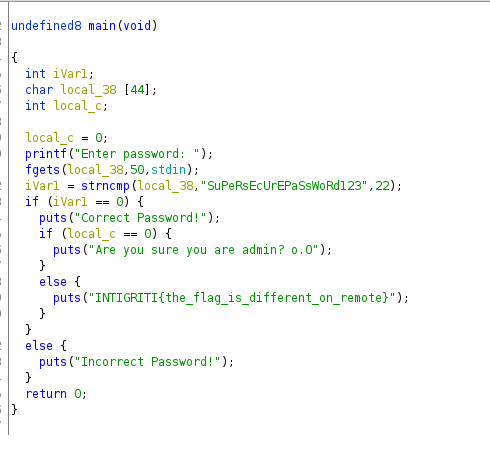 undefined8 main(void)
{
int iVar1;
char local_38 [44];
int local_c;
local_c = 0;
printf("Enter password: ");
fgets(local_38,50,stdin);
iVar1 = strncmp(local_38,"SuPeRsEcUrEPaSsWoRd123",22);
if (iVar1 == 0) {
puts("Correct Password!");
if (local_c == 0) {
puts("Are you sure you are admin? o.O");
}
else {
puts("INTIGRITI{the_flag_is_different_on_remote}");
}
}
else {
puts("Incorrect Password!");
}
return 0;
}